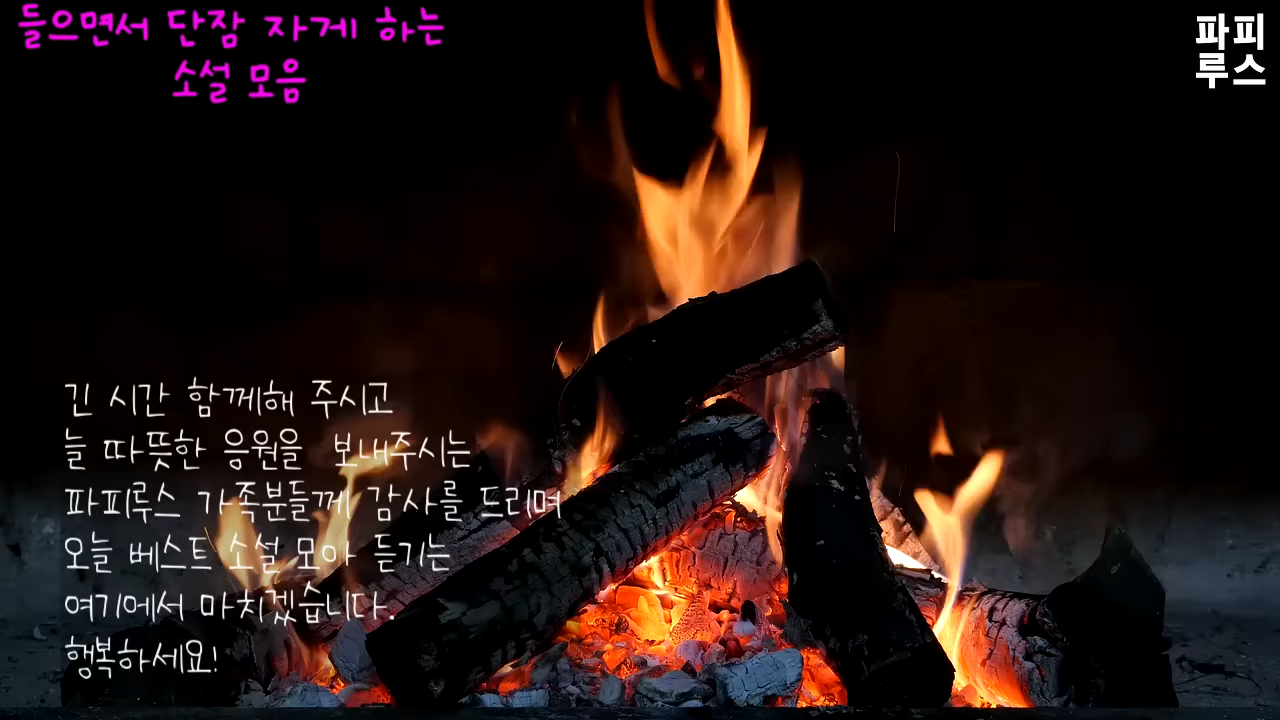 들으면서 단잠 자게 하는
소설 모음
파피
루스
긴 시간 함께해 주시고
늘 따뜻한 응원을 보내주시는
파피루스 가족분들께 감사를 드리며
오늘 베스트 소설 모아 듣기는
여기에서 마치겠습니다.
행복하세요!